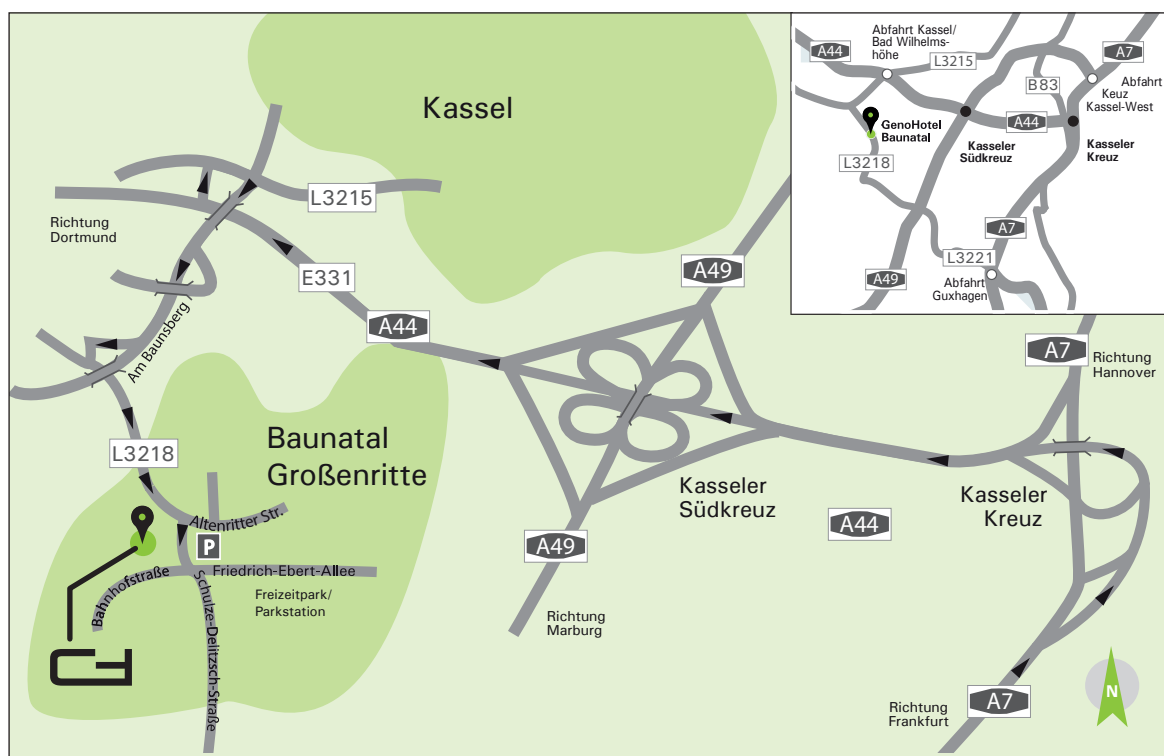 Kassel
L3215
Richtung
Dortmund
E331
A44
A49
Am Baunsberg
L3218
Baunatal
Großenritte
Altenritter Str.
P
Bahnhofstraße
Friedrich-Ebert-Allee
Freizeitpark/
Parkstation
Schulze-Delitzsch-Straße
Kasseler
Südkreuz
A49
Richtung
Marburg
A44
Kasseler
Kreuz
A7
Richtung
Hannover
Richtung
Frankfurt
A7
N
Abfahrt Kassel/
Bad Wilhelms-
höhe
A44
L3215
A7
B83
Abfahrt
Keuz
Kassel-West
GenoHotel
Baunatal
A44
Kasseler
Südkreuz
Kasseler
Kreuz
L3218
A7
L3221
A49
Abfahrt
Guxhagen